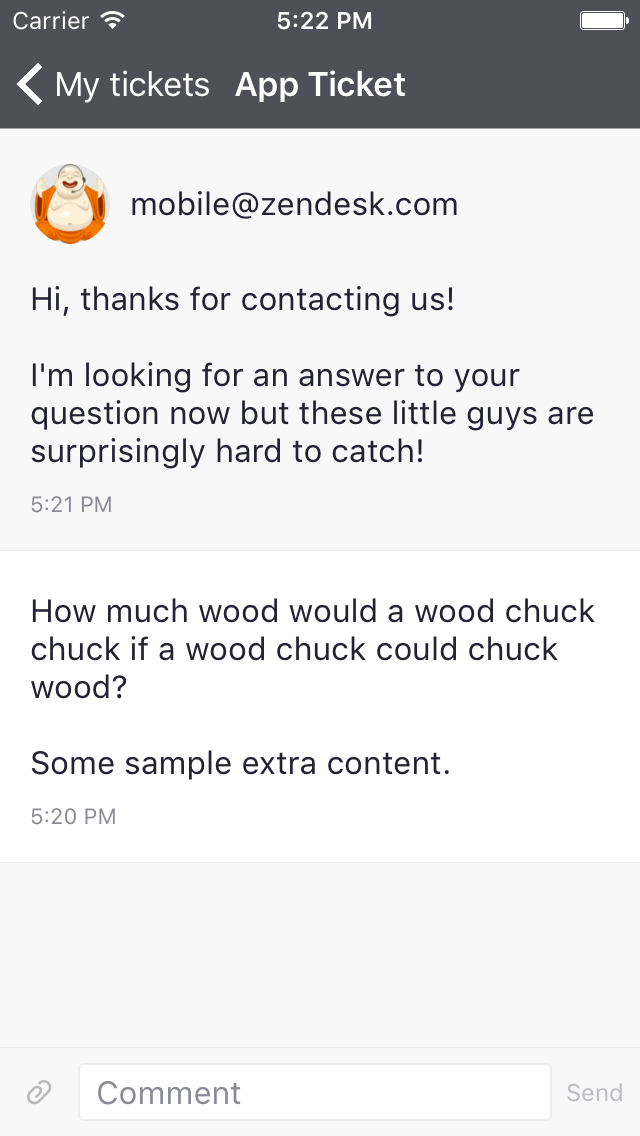 Carrier 5:22 PM
My tickets App Ticket
mobile@zendesk.com
Hi, thanks for contacting us!
I'm looking for an answer to your
question now but these little guys are
surprisingly hard to catch!
5:21 PM
How much wood would a wood chuck
chuck if a wood chuck could chuck
wood?
Some sample extra content.
5:20 PM
Comment Send